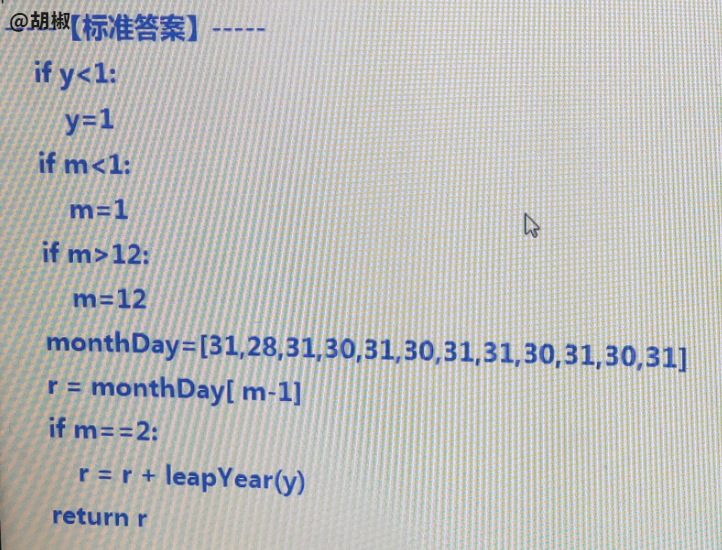 @胡椒
-----【标准答案】-----
if y<1:
y=1
if m<1:
m=1
if m>12:
m=12
monthDay=[31,28,31,30,31,30,31,31,30,31,30,31]
r = monthDay[ m-1]
if m==2:
r = r + leapYear(y)
return r